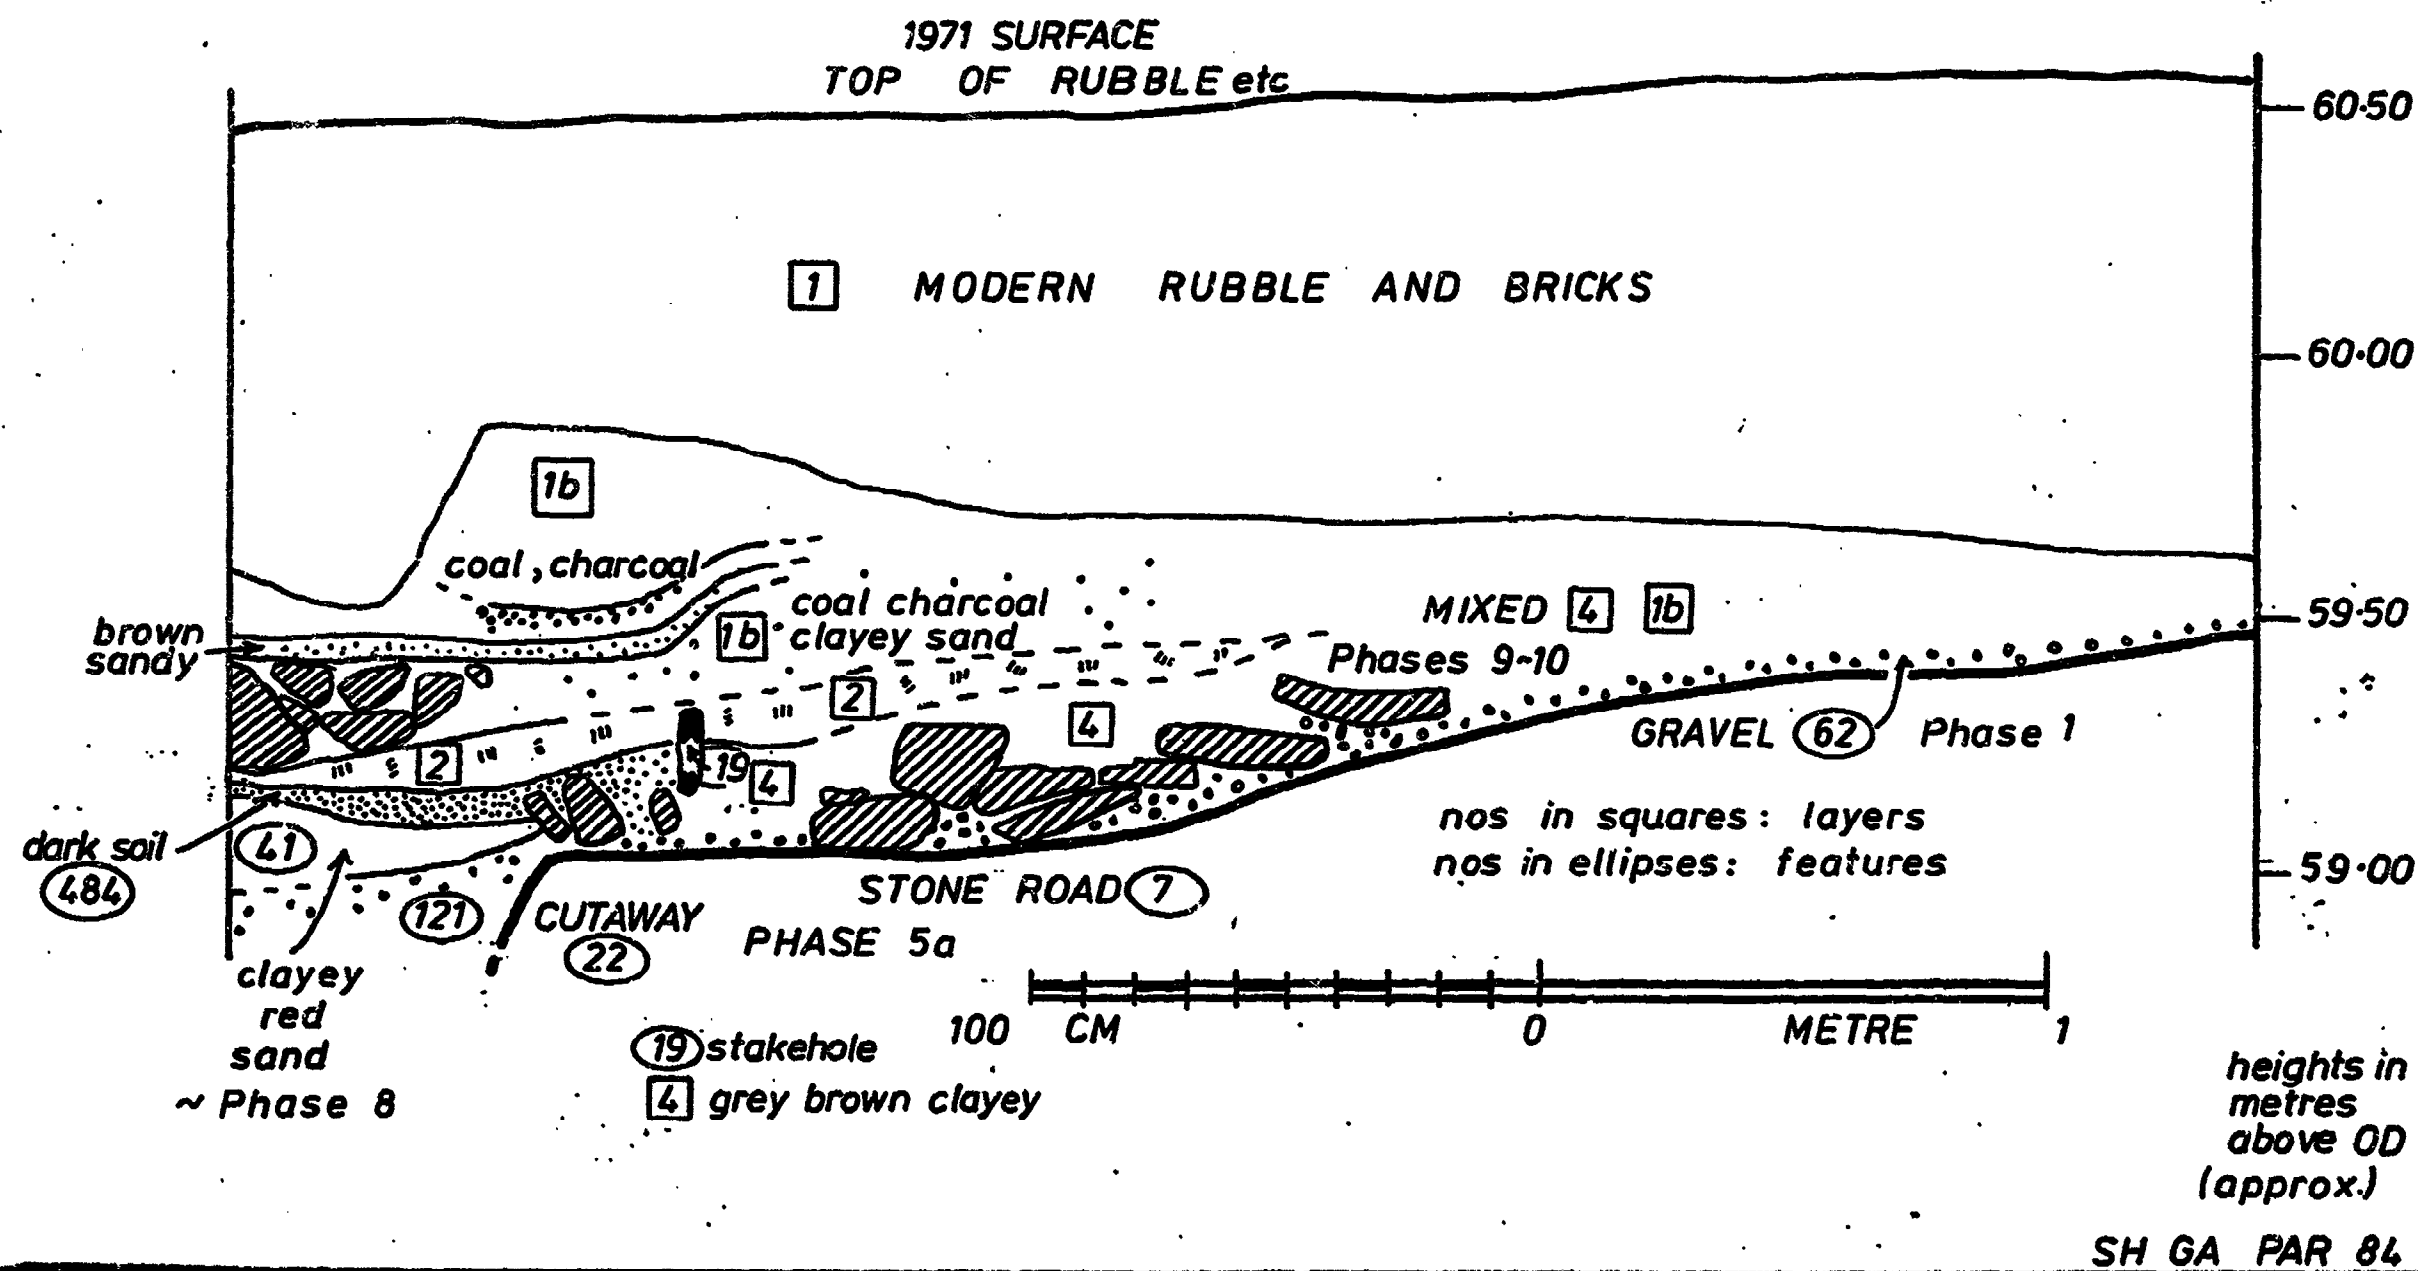 1971 SURFACE
TOP OF RUBBLE etc
60·50
1 MODERN RUBBLE AND BRICKS
60·00
1b
coal, charcoal
brown
sandy
1b coal charcoal
clayey sand
MIXED 4 1b
Phases 9-10
59·50
2
4
GRAVEL 62 Phase 1
2
19
4
nos in squares: layers
nos in ellipses: features
dark soil
484
41
59·00
121
CUTAWAY
22
STONE ROAD 7
PHASE 5a
clayey
red
sand
~ Phase 8
100 CM 0 METRE 1
19 stakehole
4 grey brown clayey
heights in
metres
above OD
(approx.)
SH GA PAR 84